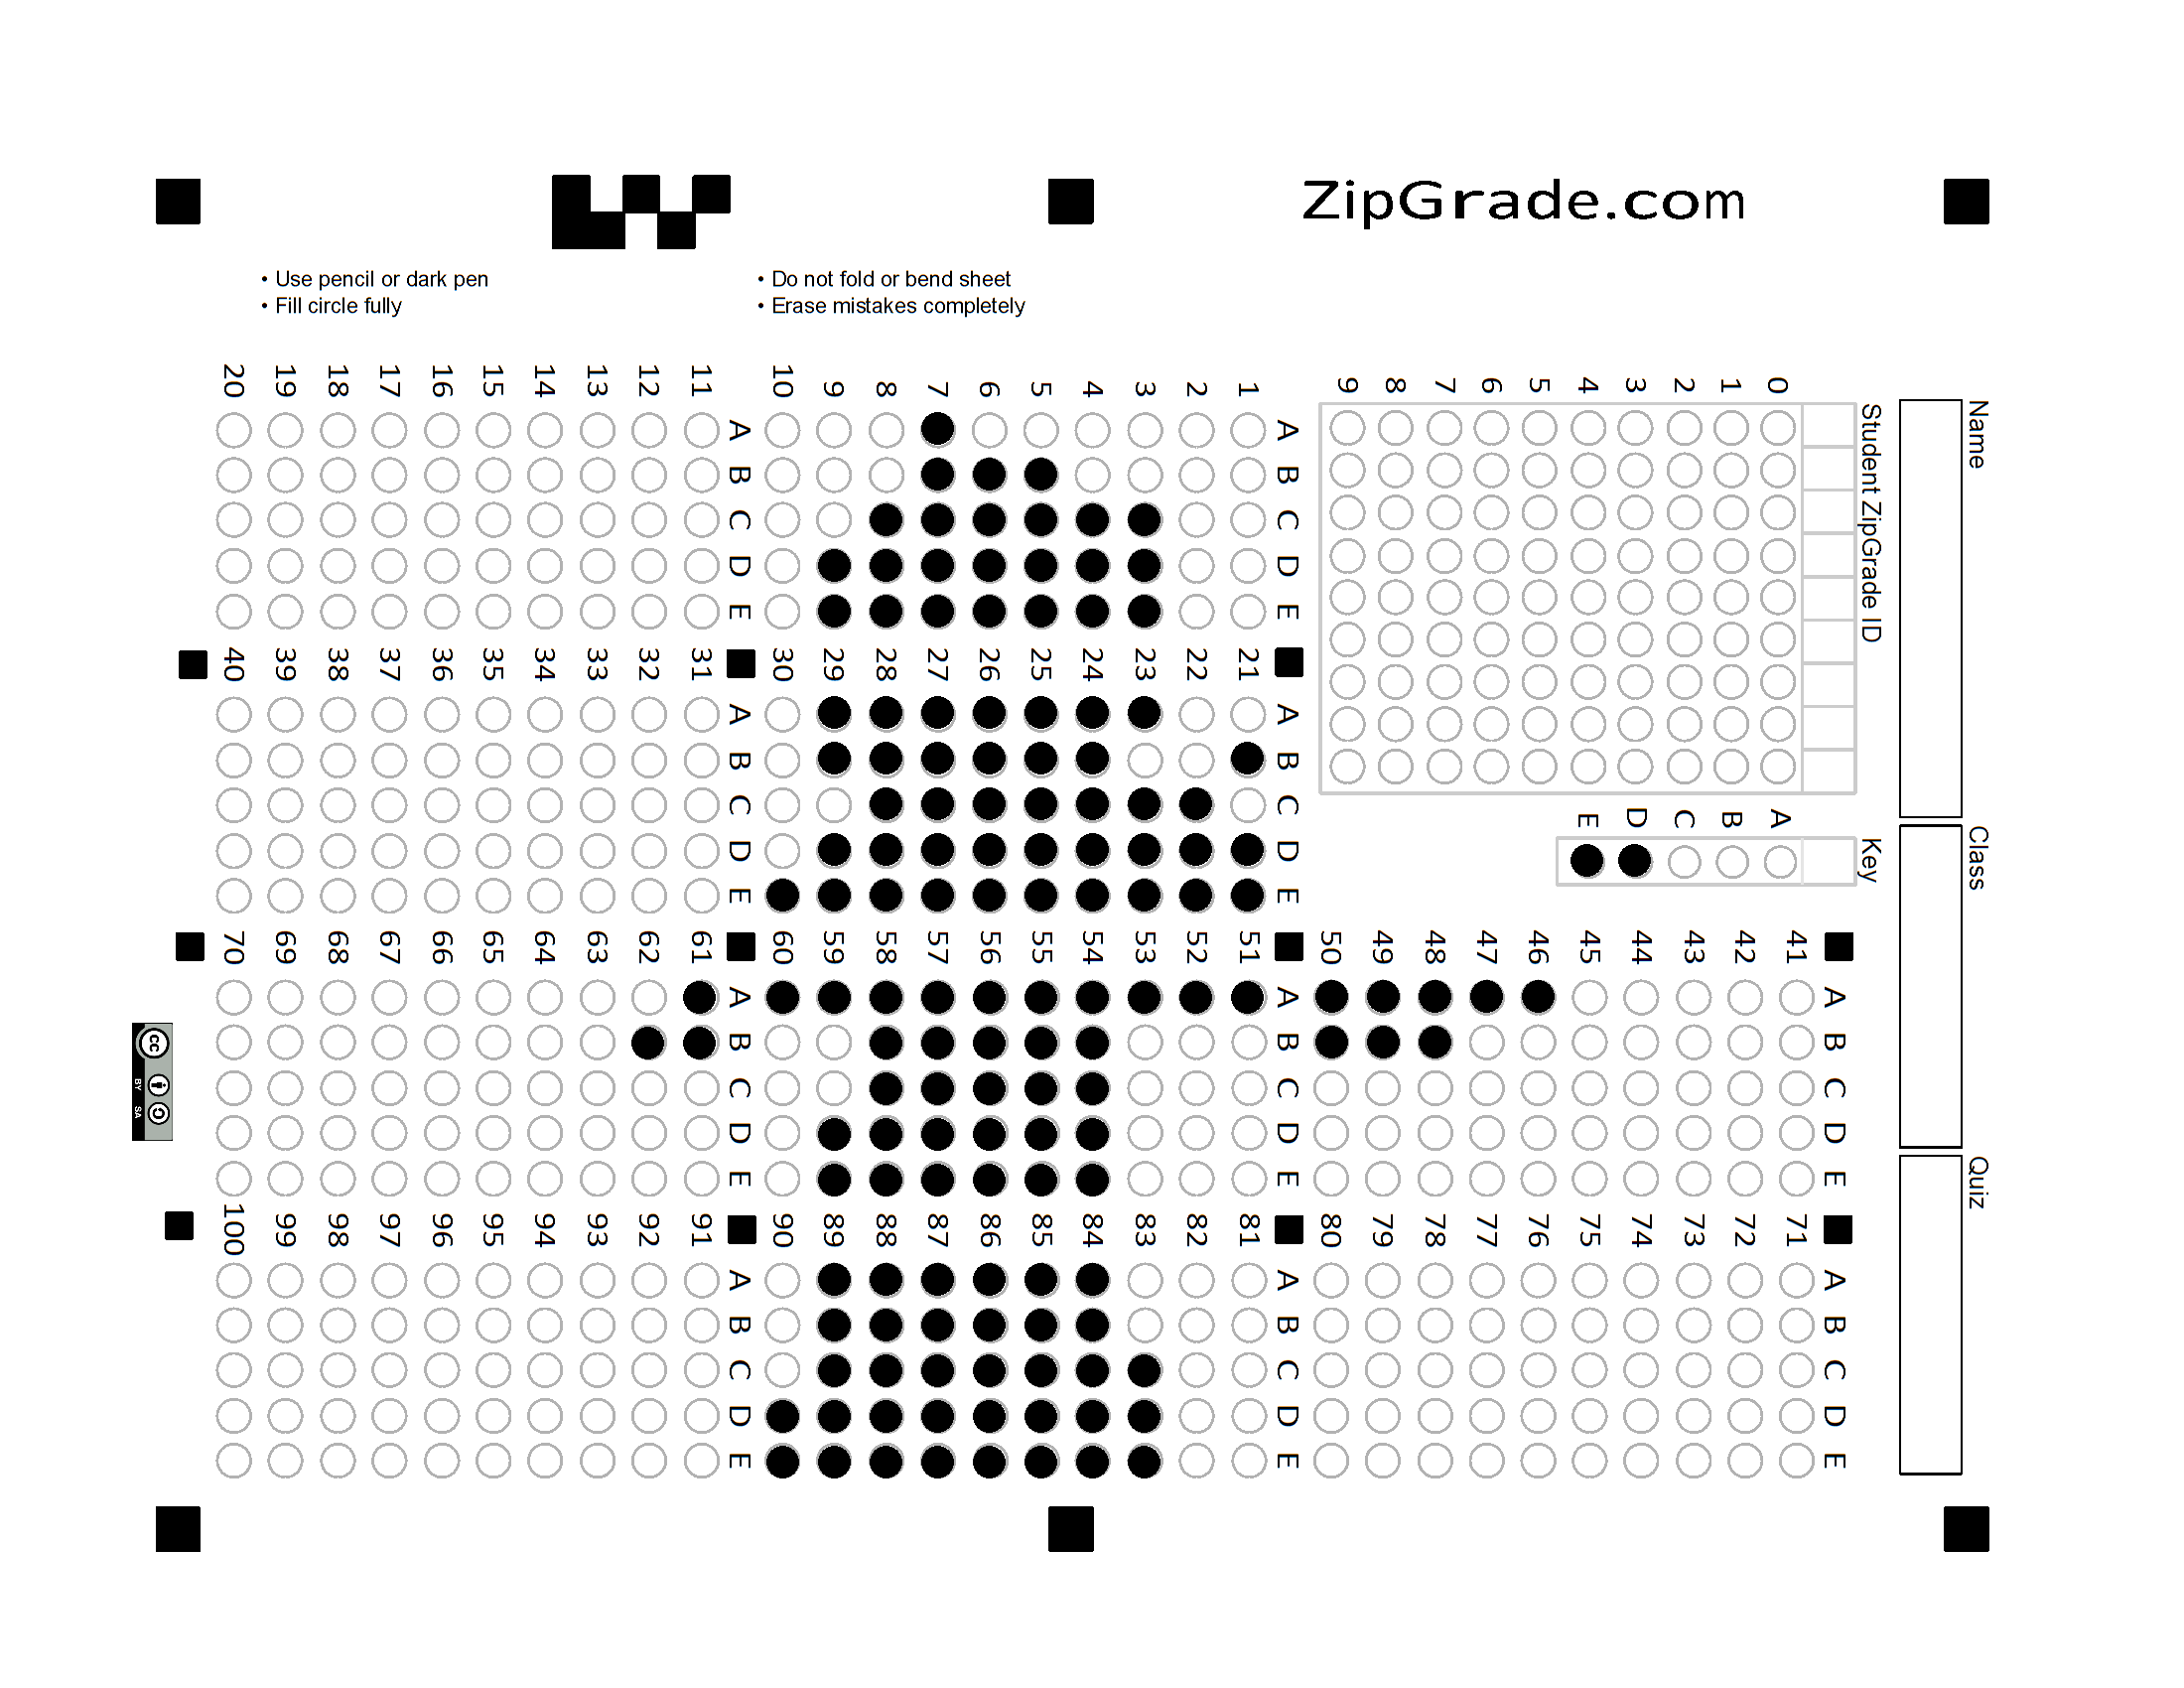 ZipGrade.com
• Use pencil or dark pen
• Fill circle fully
• Do not fold or bend sheet
• Erase mistakes completely
Name
Class
Quiz
Student ZipGrade ID
0 1 2 3 4 5 6 7 8 9
Key
A B C D E
1 2 3 4 5 6 7 8 9 10
A B C D E
11 12 13 14 15 16 17 18 19 20
A B C D E
21 22 23 24 25 26 27 28 29 30
A B C D E
31 32 33 34 35 36 37 38 39 40
A B C D E
41 42 43 44 45 46 47 48 49 50
A B C D E
51 52 53 54 55 56 57 58 59 60
A B C D E
61 62 63 64 65 66 67 68 69 70
A B C D E
71 72 73 74 75 76 77 78 79 80
A B C D E
81 82 83 84 85 86 87 88 89 90
A B C D E
91 92 93 94 95 96 97 98 99 100
A B C D E
cc
BY SA